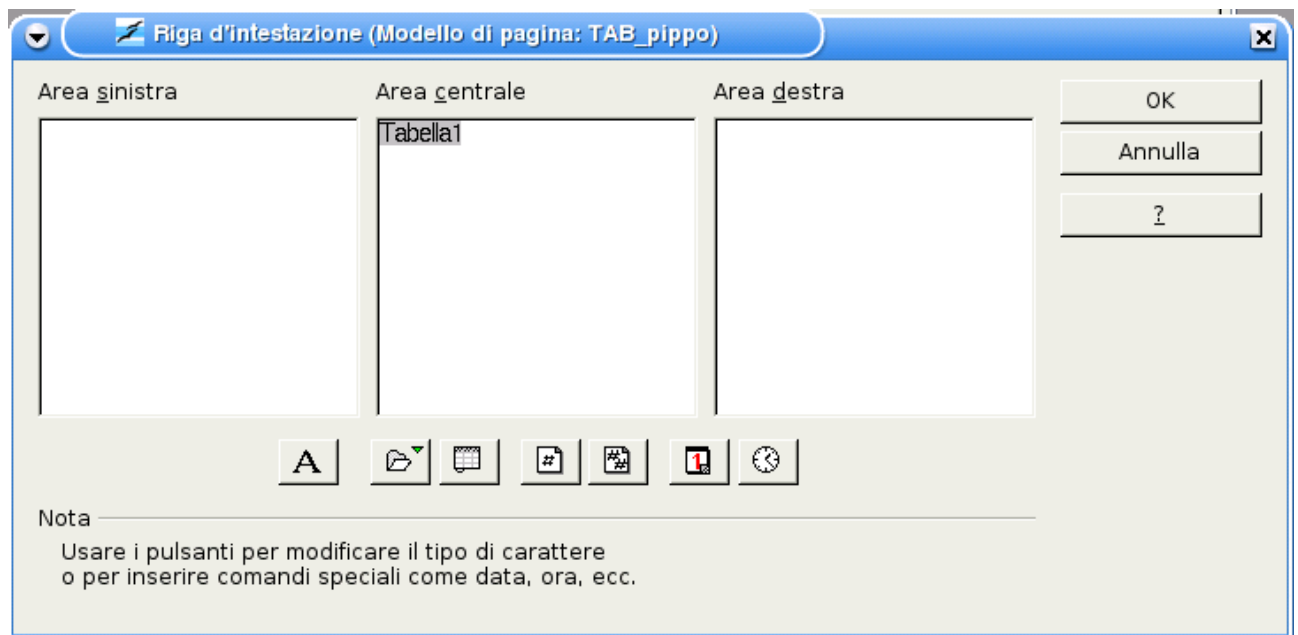 Riga d'intestazione (Modello di pagina: TAB_pippo)
Area sinistra
Area centrale
Area destra
OK
Tabella1
Annulla
?
A
#
##
1
Nota
Usare i pulsanti per modificare il tipo di carattere
o per inserire comandi speciali come data, ora, ecc.